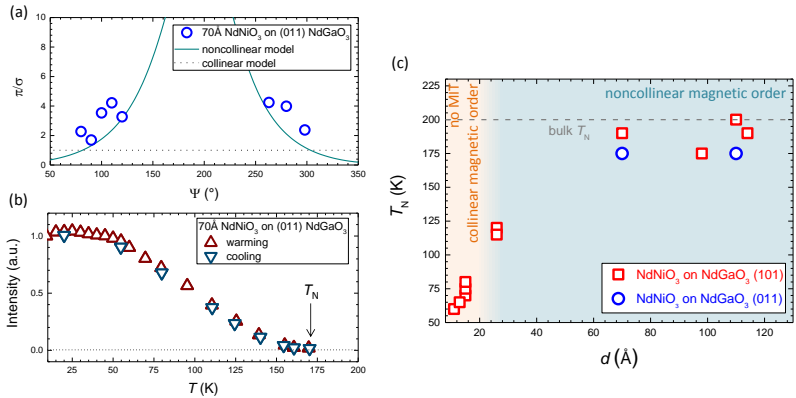 (a)
10
8
6
4
2
0
π/σ
70Å NdNiO3 on (011) NdGaO3
noncollinear model
collinear model
50 100 150 200 250 300 350
Ψ (°)
(b)
1.0
0.5
0.0
Intensity (a.u.)
70Å NdNiO3 on (011) NdGaO3
warming
cooling
TN
25 50 75 100 125 150 175 200
T (K)
(c)
225
200
175
150
125
100
75
50
TN (K)
no MIT
collinear magnetic order
noncollinear magnetic order
bulk TN
NdNiO3 on NdGaO3 (101)
NdNiO3 on NdGaO3 (011)
20 40 60 80 100 120
d (Å)